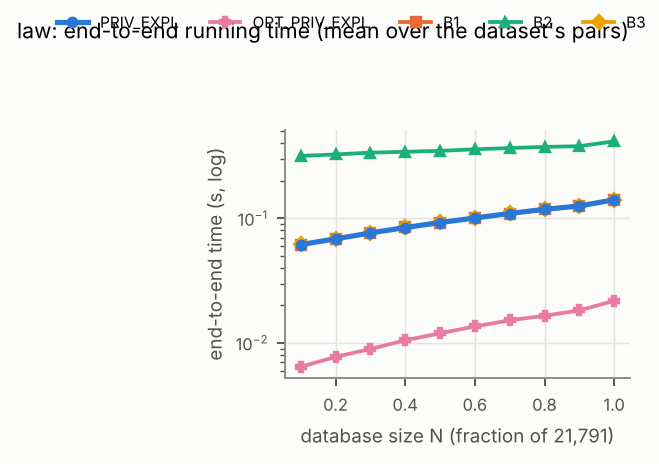 PRIV_EXPL OPT_PRIV_EXPL B1 B2 B3
law: end-to-end running time (mean over the dataset's pairs)
end-to-end time (s, log)
10⁻¹
10⁻²
0.2 0.4 0.6 0.8 1.0
database size N (fraction of 21,791)